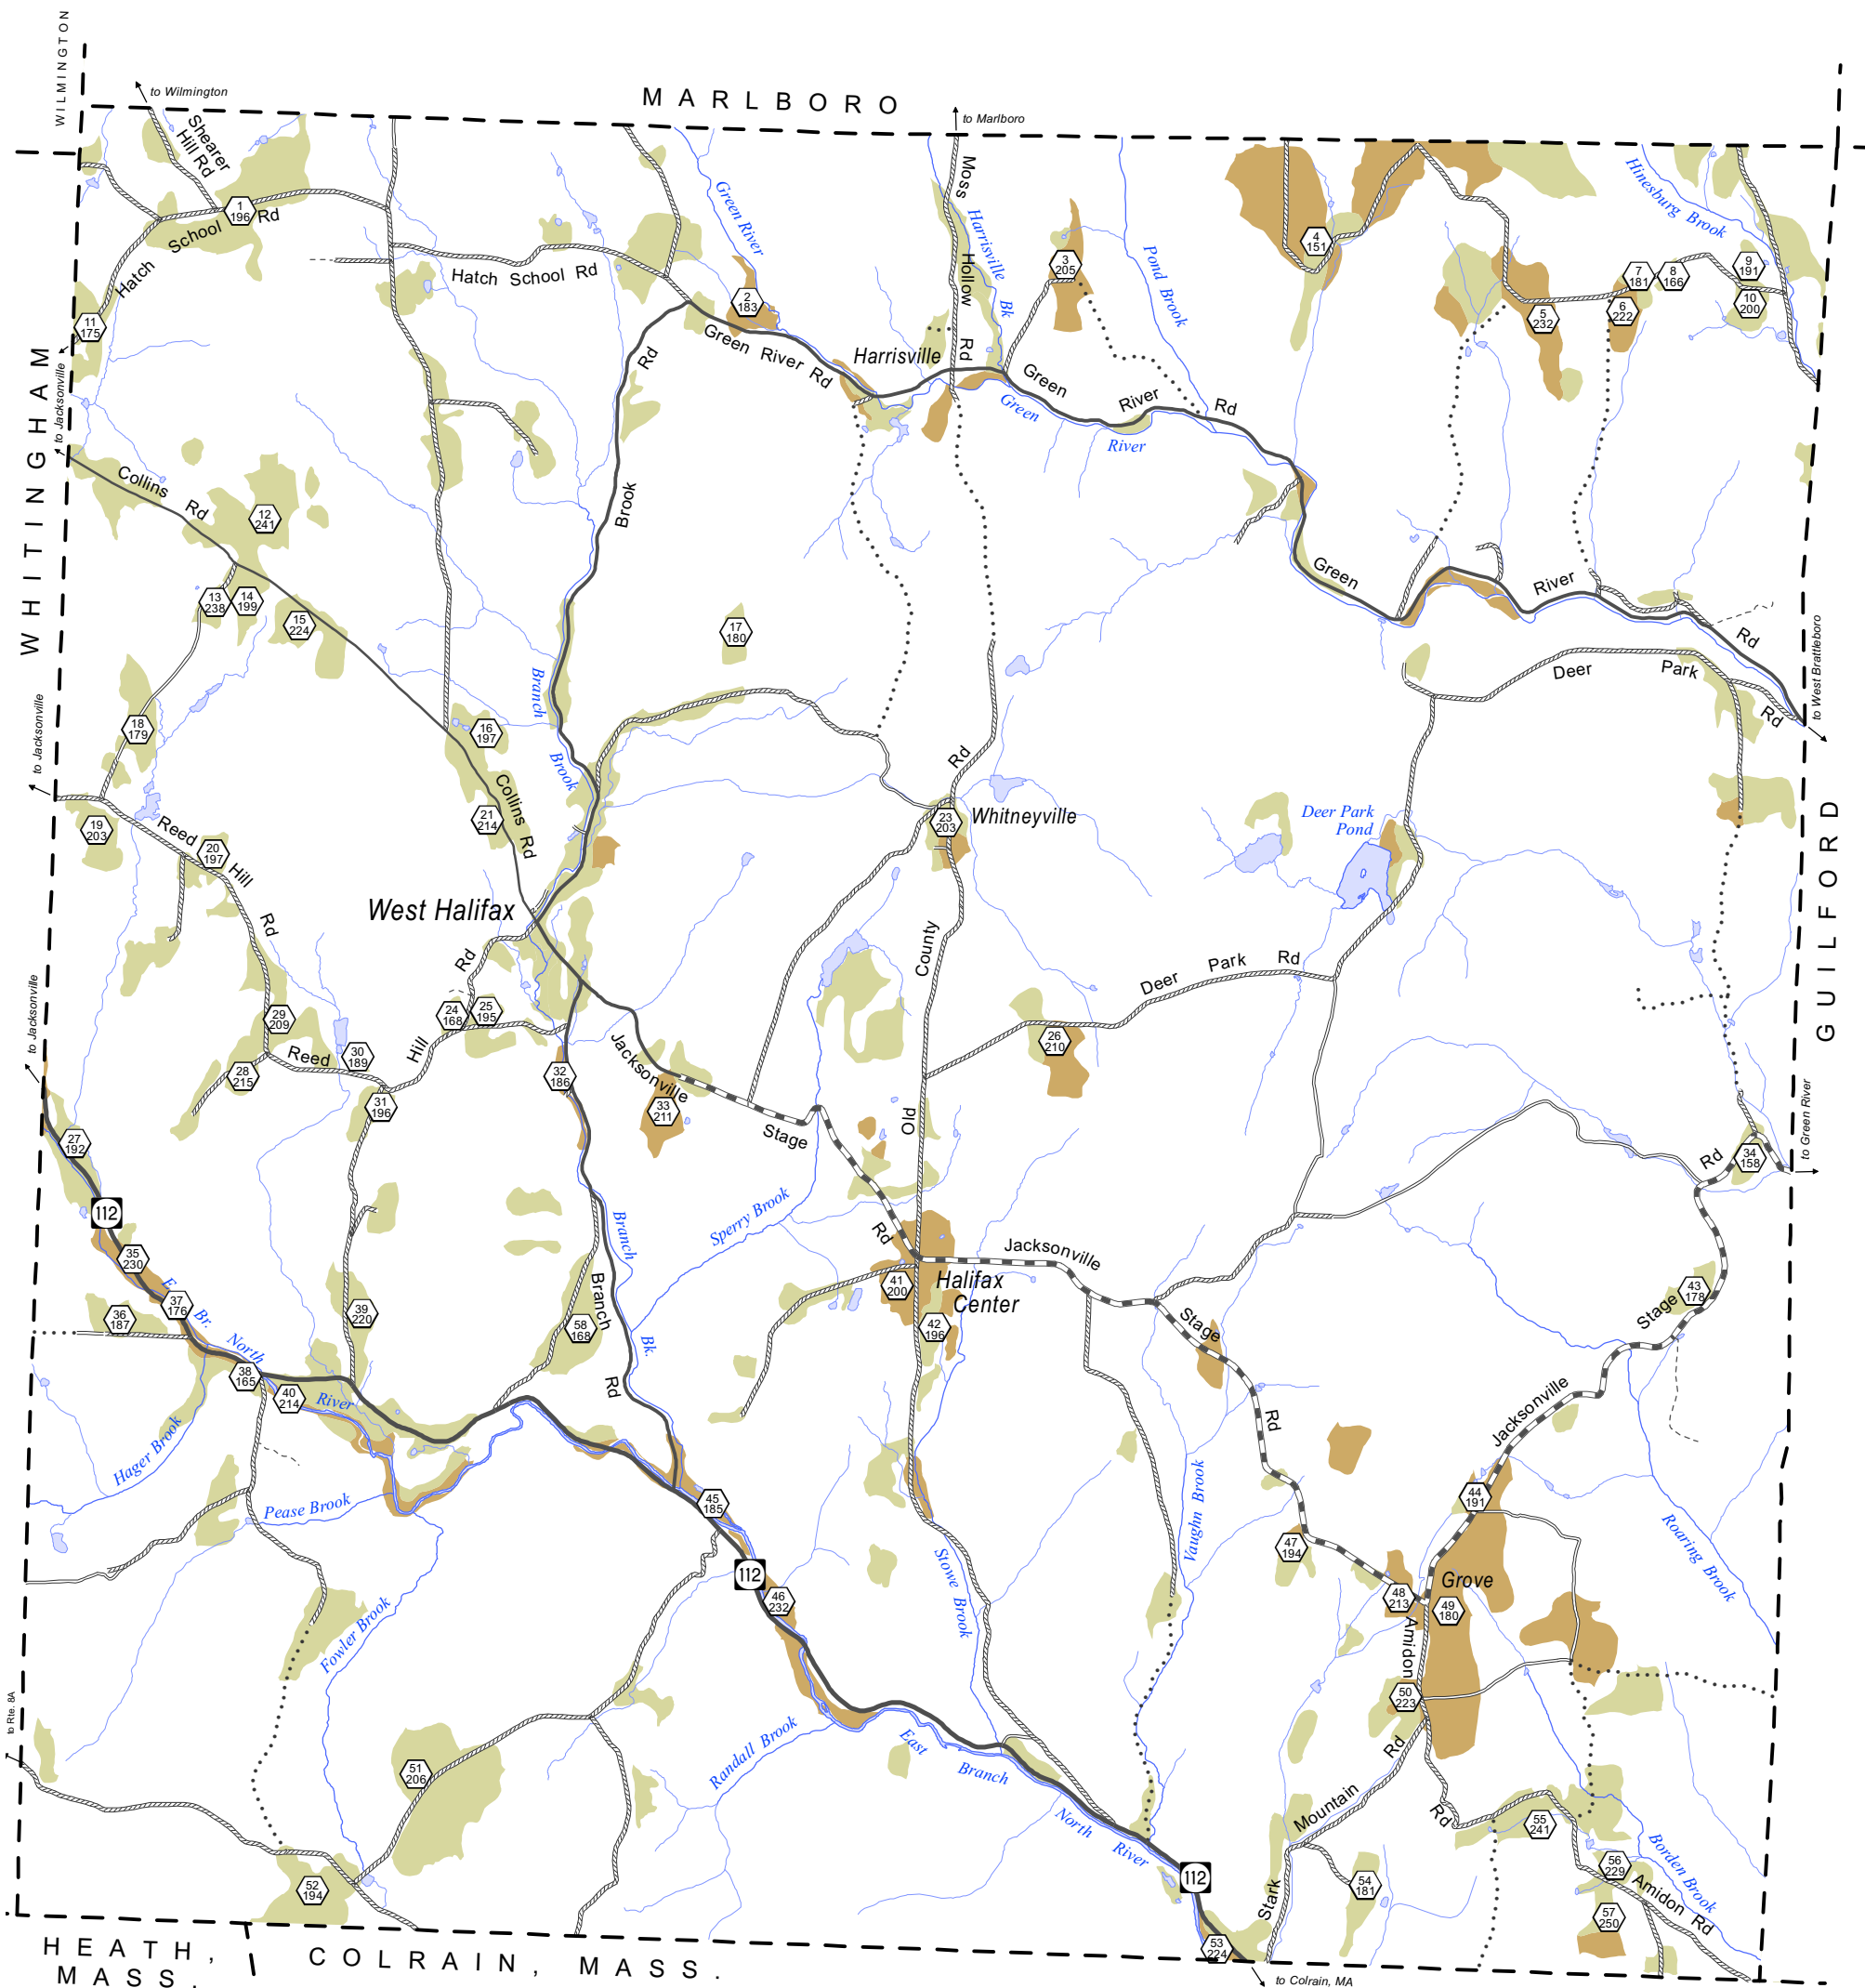 WILMINGTON
to Wilmington
MARLBORO
to Marlboro
Shearer
Hill Rd
1
196
Rd
School
Hatch
Hatch School Rd
Green River
2
183
Green River Rd
Harrisville
Moss
Hollow
Rd
Harrisville
Bk
3
205
Pond Brook
4
151
Hinesburg Brook
5
232
6
222
7
181
8
166
9
191
10
200
11
175
to Jacksonville
WHITINGHAM
Green
River
Rd
Green
River
Collins
Rd
12
241
13
238
14
199
15
224
Rd
Brook
Branch
Brook
17
180
Green
River
Rd
to West Brattleboro
Deer
Park
Rd
18
179
to Jacksonville
16
197
21
214
Collins Rd
19
203
20
197
Reed
Hill
Rd
Rd
23
203
Whitneyville
Deer Park
Pond
GUILFORD
West Halifax
Rd
24
168
25
195
Hill
29
209
30
189
Reed
28
215
31
196
to Jacksonville
27
192
112
32
186
33
211
Jacksonville
Stage
Rd
County
Old
Deer
Park
Rd
26
210
34
158
Rd
to Green River
35
230
36
187
37
176
E.
Br.
North
River
38
165
39
220
40
214
58
168
Branch
Rd
Branch
Bk.
Sperry Brook
41
200
Halifax
Center
42
196
Jacksonville
Stage
Rd
43
178
Stage
Jacksonville
44
191
Hager Brook
Pease Brook
45
185
112
46
232
Stowe Brook
Vaughn Brook
47
194
48
213
Grove
49
180
Amidon
Roaring Brook
Fowler Brook
50
223
Rd
Mountain
Stark
Rd
to Rte. 8A
51
206
52
194
Randall Brook
East
Branch
North
River
112
53
224
54
181
55
241
56
229
57
250
Borden Brook
Amidon Rd
HEATH,
MASS.
COLRAIN, MASS.
to Colrain, MA